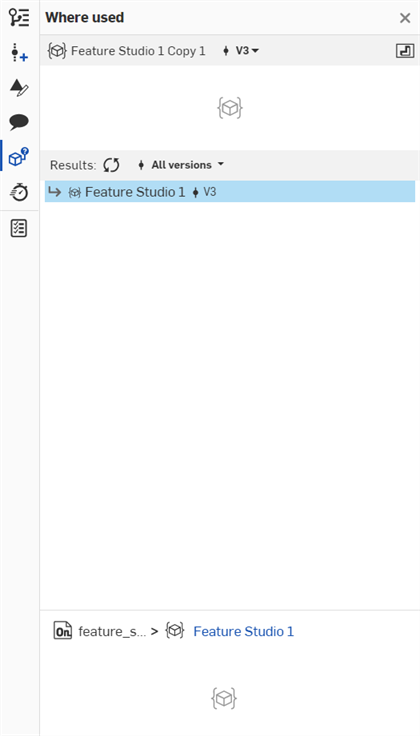 Where used
Feature Studio 1 Copy 1 V3
Results: All versions
Feature Studio 1 V3
On feature_s... > Feature Studio 1